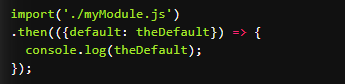 import('./myModule.js')
.then(({default: theDefault}) => {
  console.log(theDefault);
});